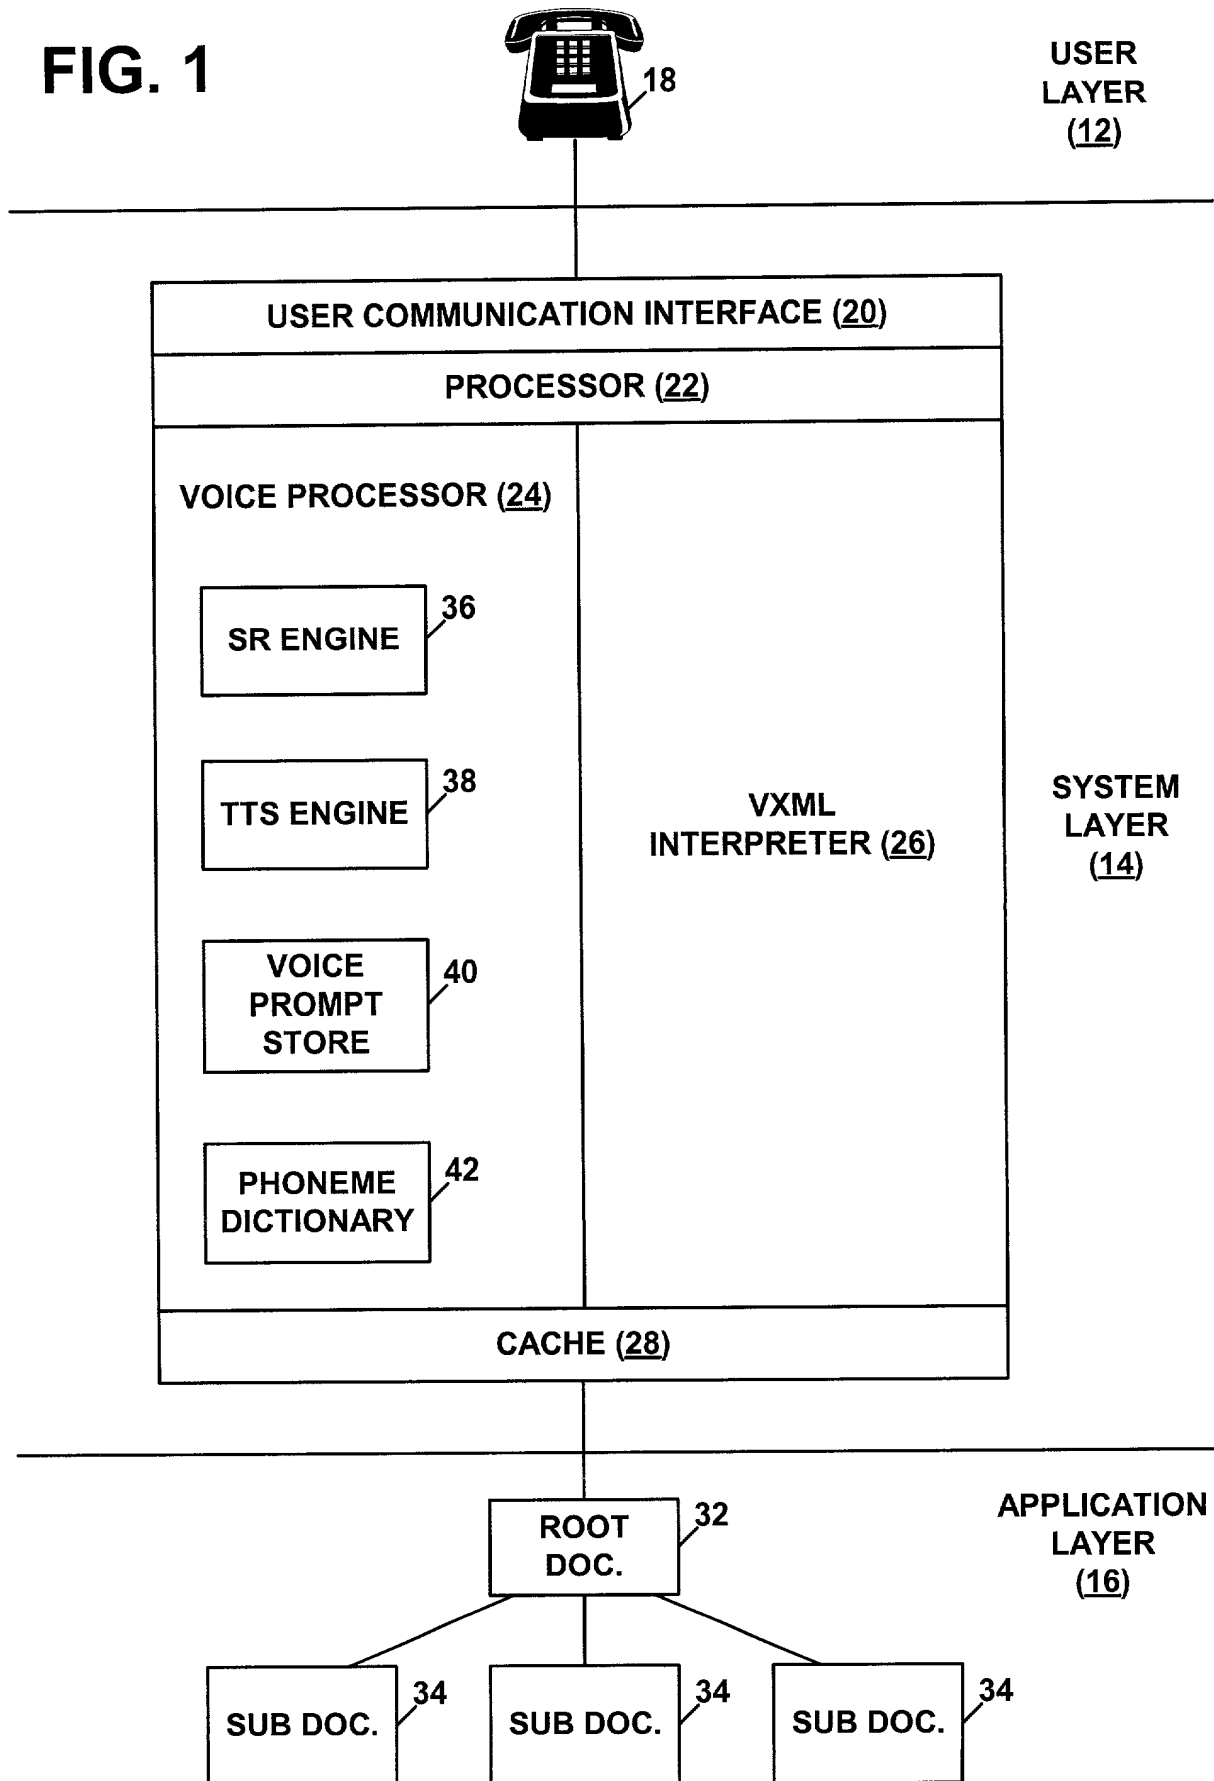 FIG. 1
18
USER
LAYER
(12)
USER COMMUNICATION INTERFACE (20)
PROCESSOR (22)
VOICE PROCESSOR (24)
SR ENGINE
36
TTS ENGINE
38
VOICE
PROMPT
STORE
40
PHONEME
DICTIONARY
42
VXML
INTERPRETER (26)
SYSTEM
LAYER
(14)
CACHE (28)
ROOT
DOC.
32
APPLICATION
LAYER
(16)
SUB DOC.
34
SUB DOC.
34
SUB DOC.
34